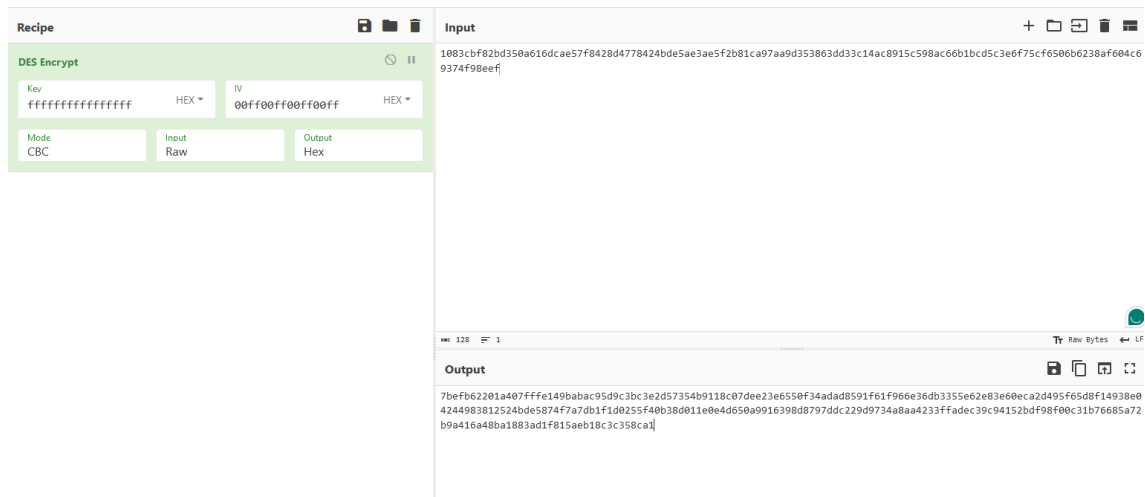 Recipe
DES Encrypt
Key
ffffffffffffffff
HEX
IV
00ff00ff00ff00ff
HEX
Mode
CBC
Input
Raw
Output
Hex
Input
1083cbf82bd350a616dcae57f8428d4778424bde5ae3ae5f2b81ca97aa9d353863dd33c14ac8915c598ac66b1bcd5c3e6f75cf6506b6238af604c6
9374f98eef
128
1
Raw Bytes
LF
Output
7befb62201a407fffe149babac95d9c3bc3e2d57354b9118c07dee23e6550f34adad8591f61f966e36db3355e62e83e60eca2d495f65d8f14938e0
4244983812524bde5874f7a7db1f1d0255f40b38d011e0e4d650a9916398d8797ddc229d9734a8aa4233ffadec39c94152bdf98f00c31b76685a72
b9a416a48ba1883ad1f815aeb18c3c358ca1